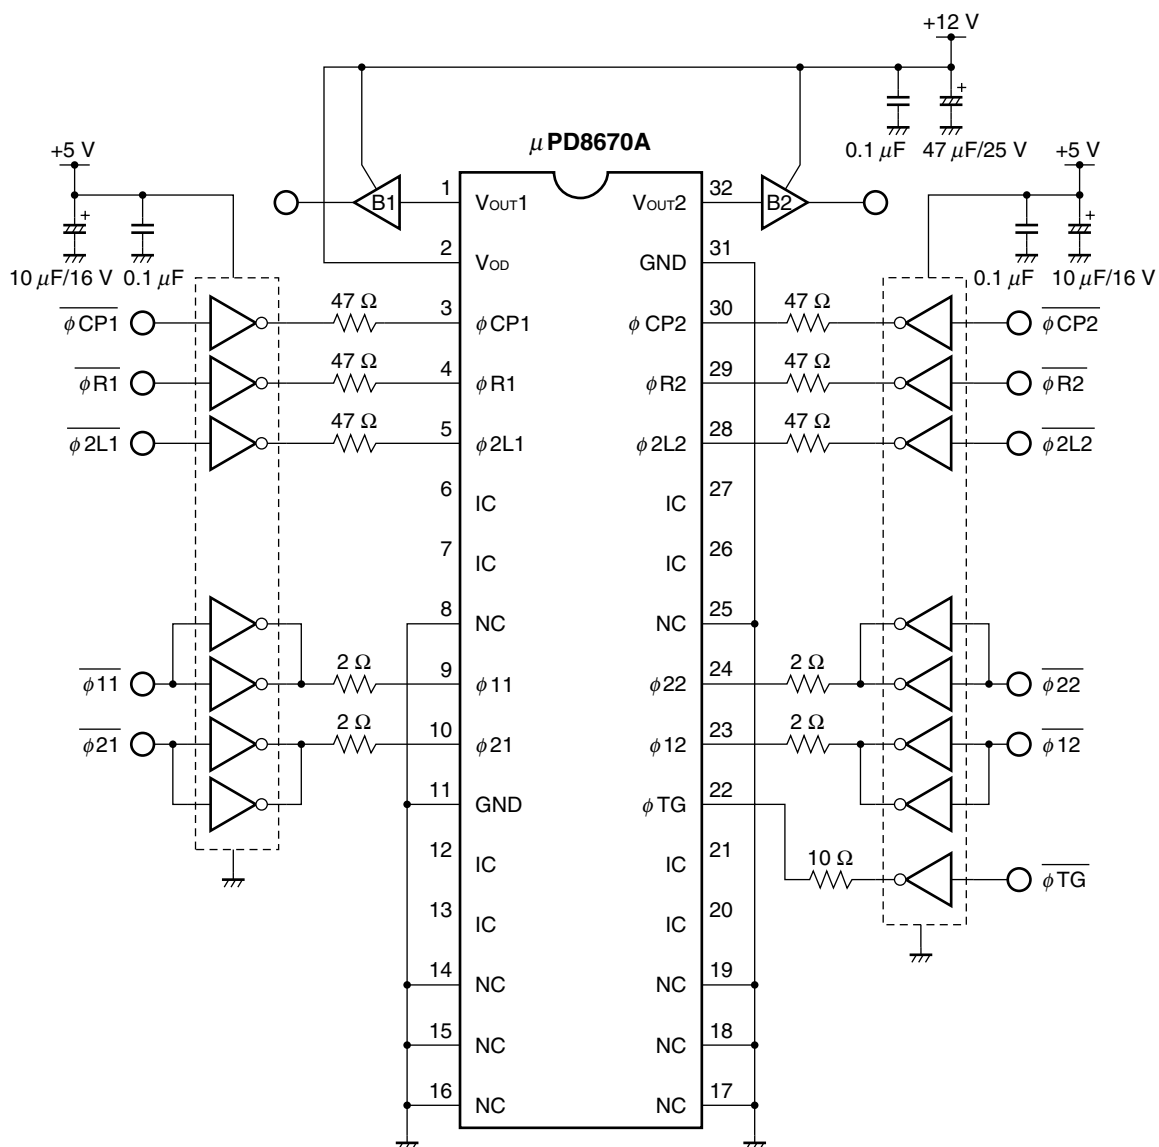 +12 V
μPD8670A
0.1 μF 47 μF/25 V
+5 V +5 V
B1 1 VOUT1 VOUT2 32 B2
2 VOD GND 31
10 μF/16 V 0.1 μF 0.1 μF 10 μF/16 V
φCP1 47 Ω 3 φCP1 φCP2 30 47 Ω φCP2
φR1 47 Ω 4 φR1 φR2 29 47 Ω φR2
φ2L1 47 Ω 5 φ2L1 φ2L2 28 47 Ω φ2L2
6 IC IC 27
7 IC IC 26
8 NC NC 25
φ11 2 Ω 9 φ11 φ22 24 2 Ω φ22
φ21 2 Ω 10 φ21 φ12 23 2 Ω φ12
11 GND φTG 22
12 IC IC 21
10 Ω φTG
13 IC IC 20
14 NC NC 19
15 NC NC 18
16 NC NC 17